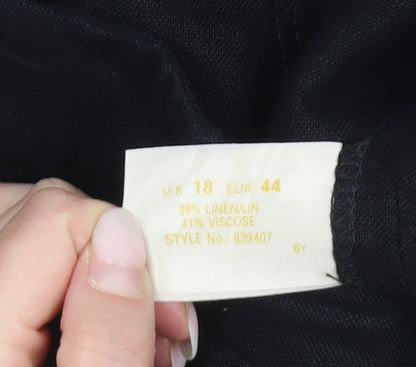 U.K. 18 EUR. 44
59% LINEN/LIN
41% VISCOSE
STYLE No.: 839407
BY